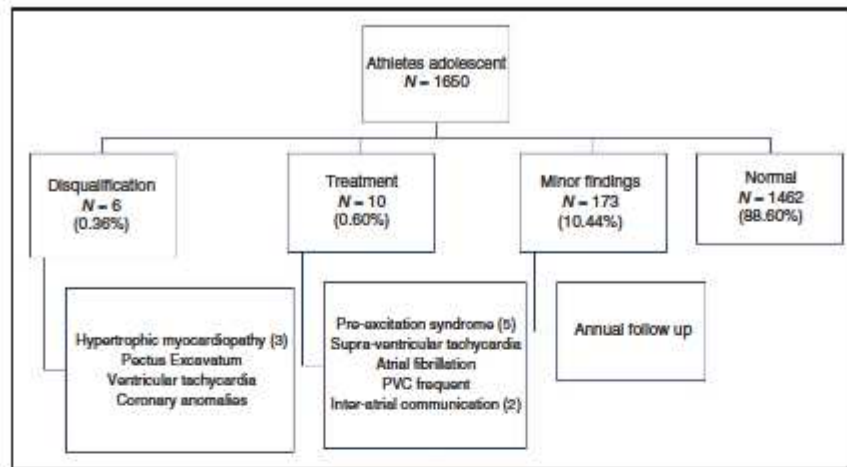 Athletes adolescent
N = 1650
Disqualification
N = 6
(0.36%)
Treatment
N = 10
(0.60%)
Minor findings
N = 173
(10.44%)
Normal
N = 1462
(88.60%)
Hypertrophic myocardiopathy (3)
Pectus Excavatum
Ventricular tachycardia
Coronary anomalies
Pre-excitation syndrome (5)
Supra-ventricular tachycardia
Atrial fibrillation
PVC frequent
Inter-atrial communication (2)
Annual follow up